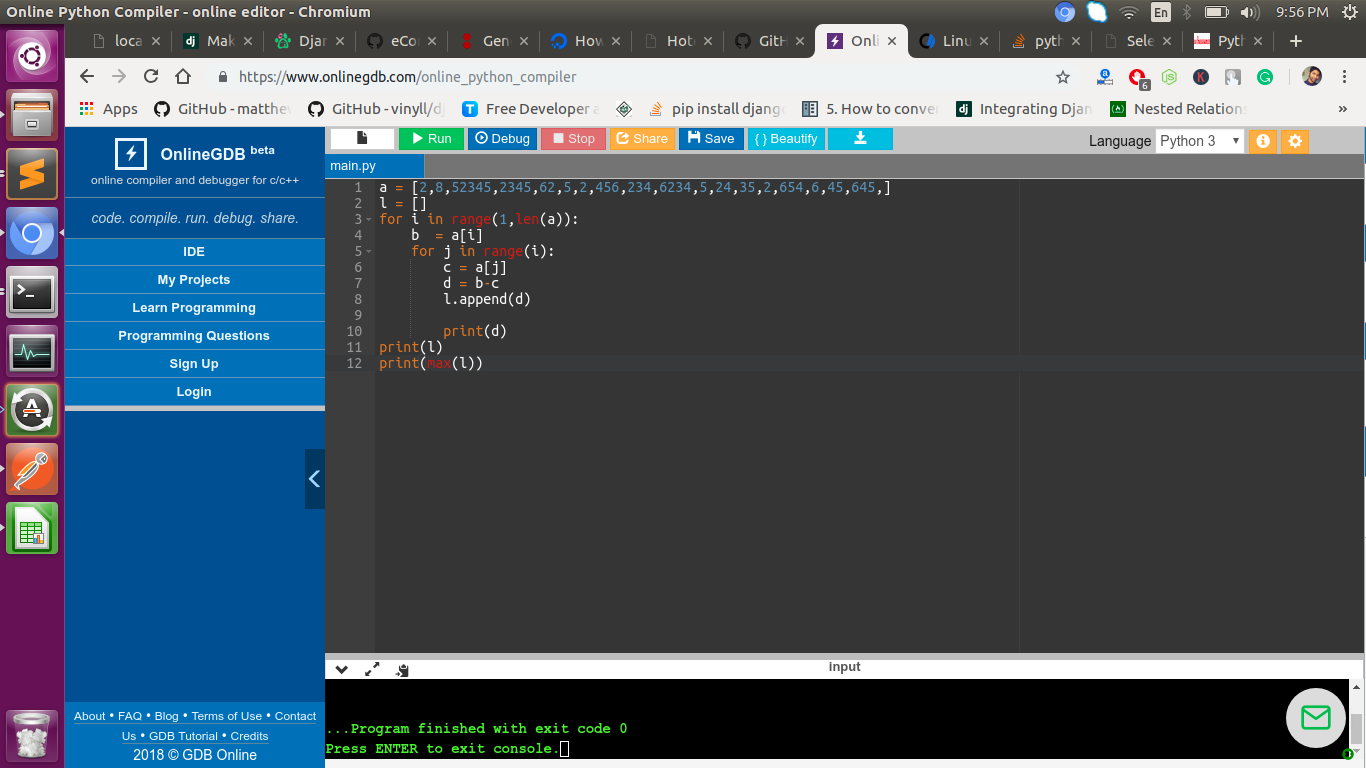 Online Python Compiler - online editor - Chromium
En
9:56 PM
loca
Mak
Djar
eCo
Gen
How
Hot
GitH
Onli
Linu
pyth
Sele
Pyth
https://www.onlinegdb.com/online_python_compiler
6
Apps
GitHub - matthe
GitHub - vinyll/d
Free Developer a
pip install djang
5. How to conver
Integrating Djan
Nested Relations
»
OnlineGDB beta
online compiler and debugger for c/c++
code. compile. run. debug. share.
IDE
My Projects
Learn Programming
Programming Questions
Sign Up
Login
About • FAQ • Blog • Terms of Use • Contact
Us • GDB Tutorial • Credits
2018 © GDB Online
Run
Debug
Stop
Share
Save
{ } Beautify
Language
Python 3
main.py
1 a = [2,8,52345,2345,62,5,2,456,234,6234,5,24,35,2,654,6,45,645,]
2 l = []
3 for i in range(1,len(a)):
4     b  = a[i]
5     for j in range(i):
6         c = a[j]
7         d = b-c
8         l.append(d)
9
10         print(d)
11 print(l)
12 print(max(l))
input
...Program finished with exit code 0
Press ENTER to exit console.